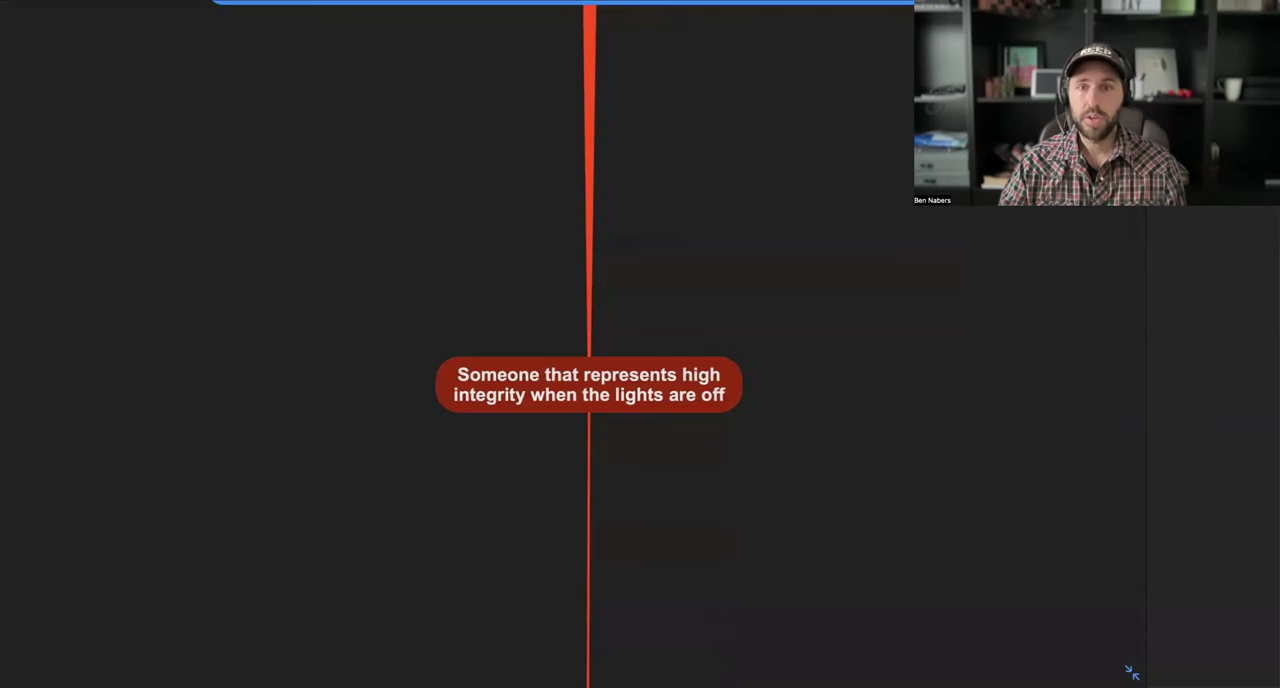 Someone that represents high
integrity when the lights are off
Ben Nabers